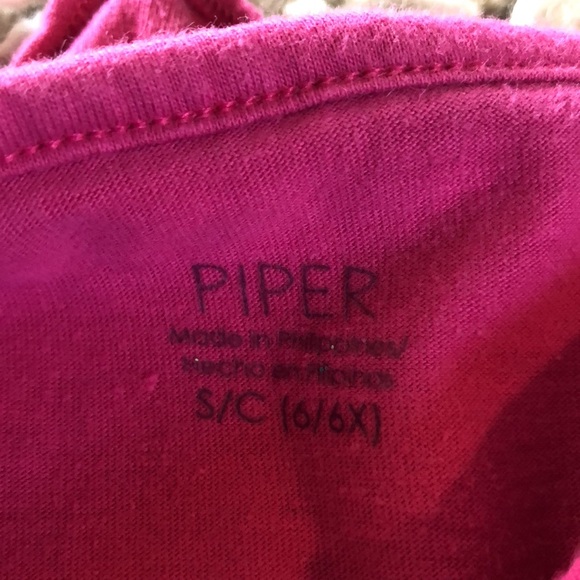 PIPER
Made in Philippines/
Hecho en Filipinas
S/C (6/6X)